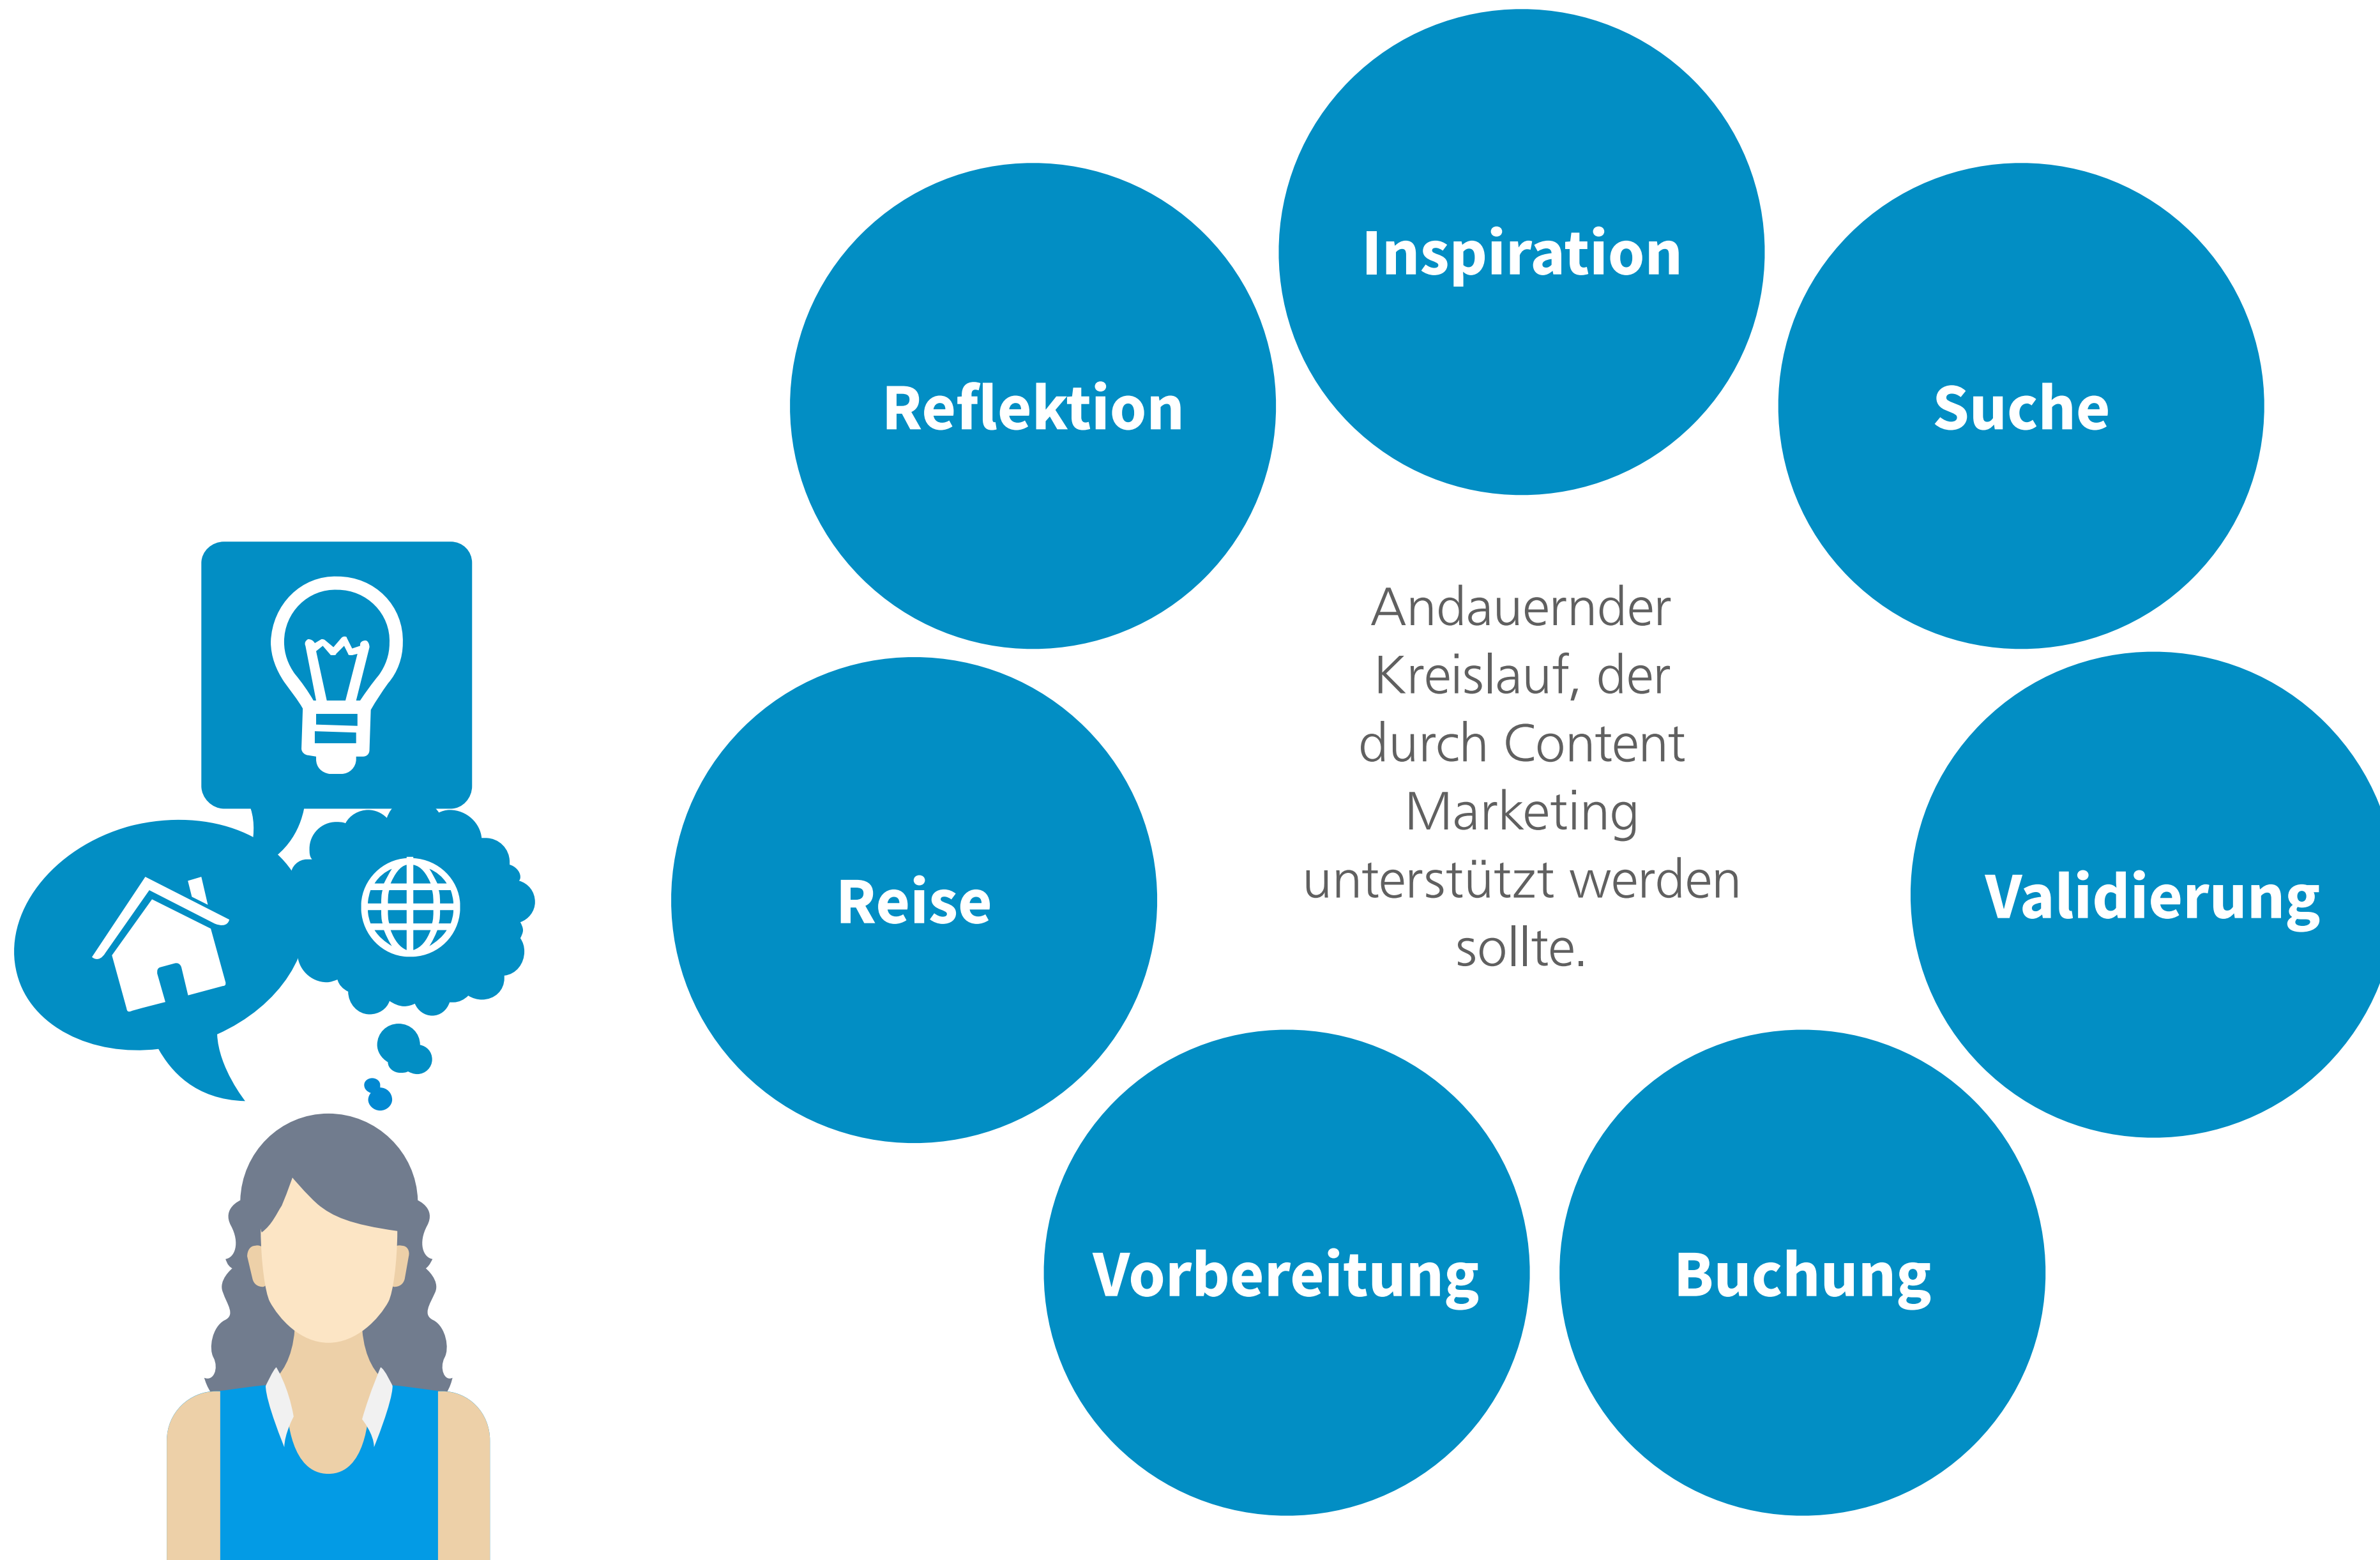 Inspiration
Suche
Validierung
Buchung
Vorbereitung
Reise
Reflektion
Andauernder
Kreislauf, der
durch Content
Marketing
unterstützt werden
sollte.